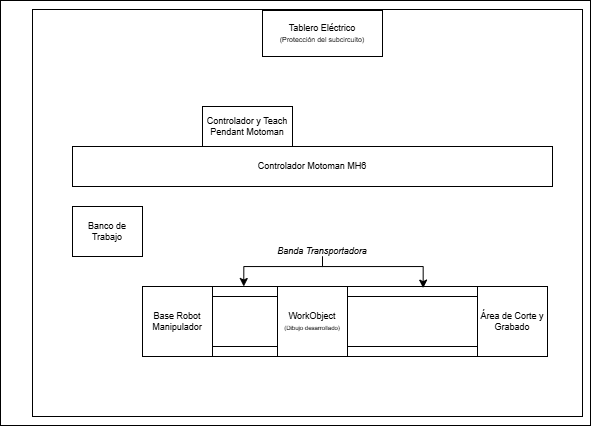 Tablero Eléctrico
(Protección del subcircuito)
Controlador y Teach
Pendant Motoman
Controlador Motoman MH6
Banco de
Trabajo
Banda Transportadora
Base Robot
Manipulador
WorkObject
(Dibujo desarrollado)
Área de Corte y
Grabado